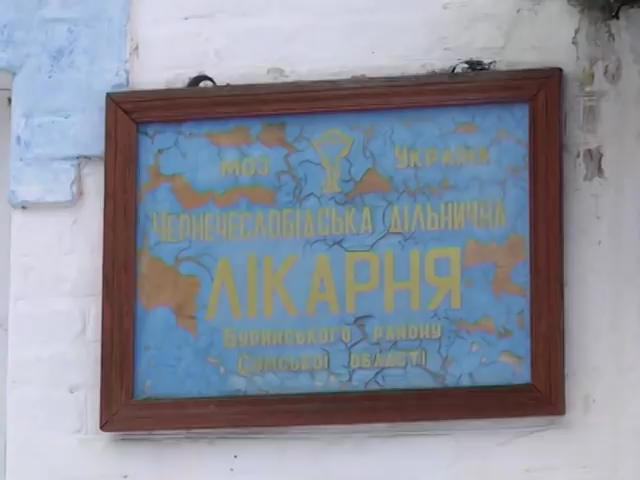 МОЗ УКРАЇНА
ЧЕРНЕЧЕСЛОБІДСЬКА ДІЛЬНИЧНА
ЛІКАРНЯ
БУРИНСЬКОГО РАЙОНУ
СУМСЬКОЇ ОБЛАСТІ